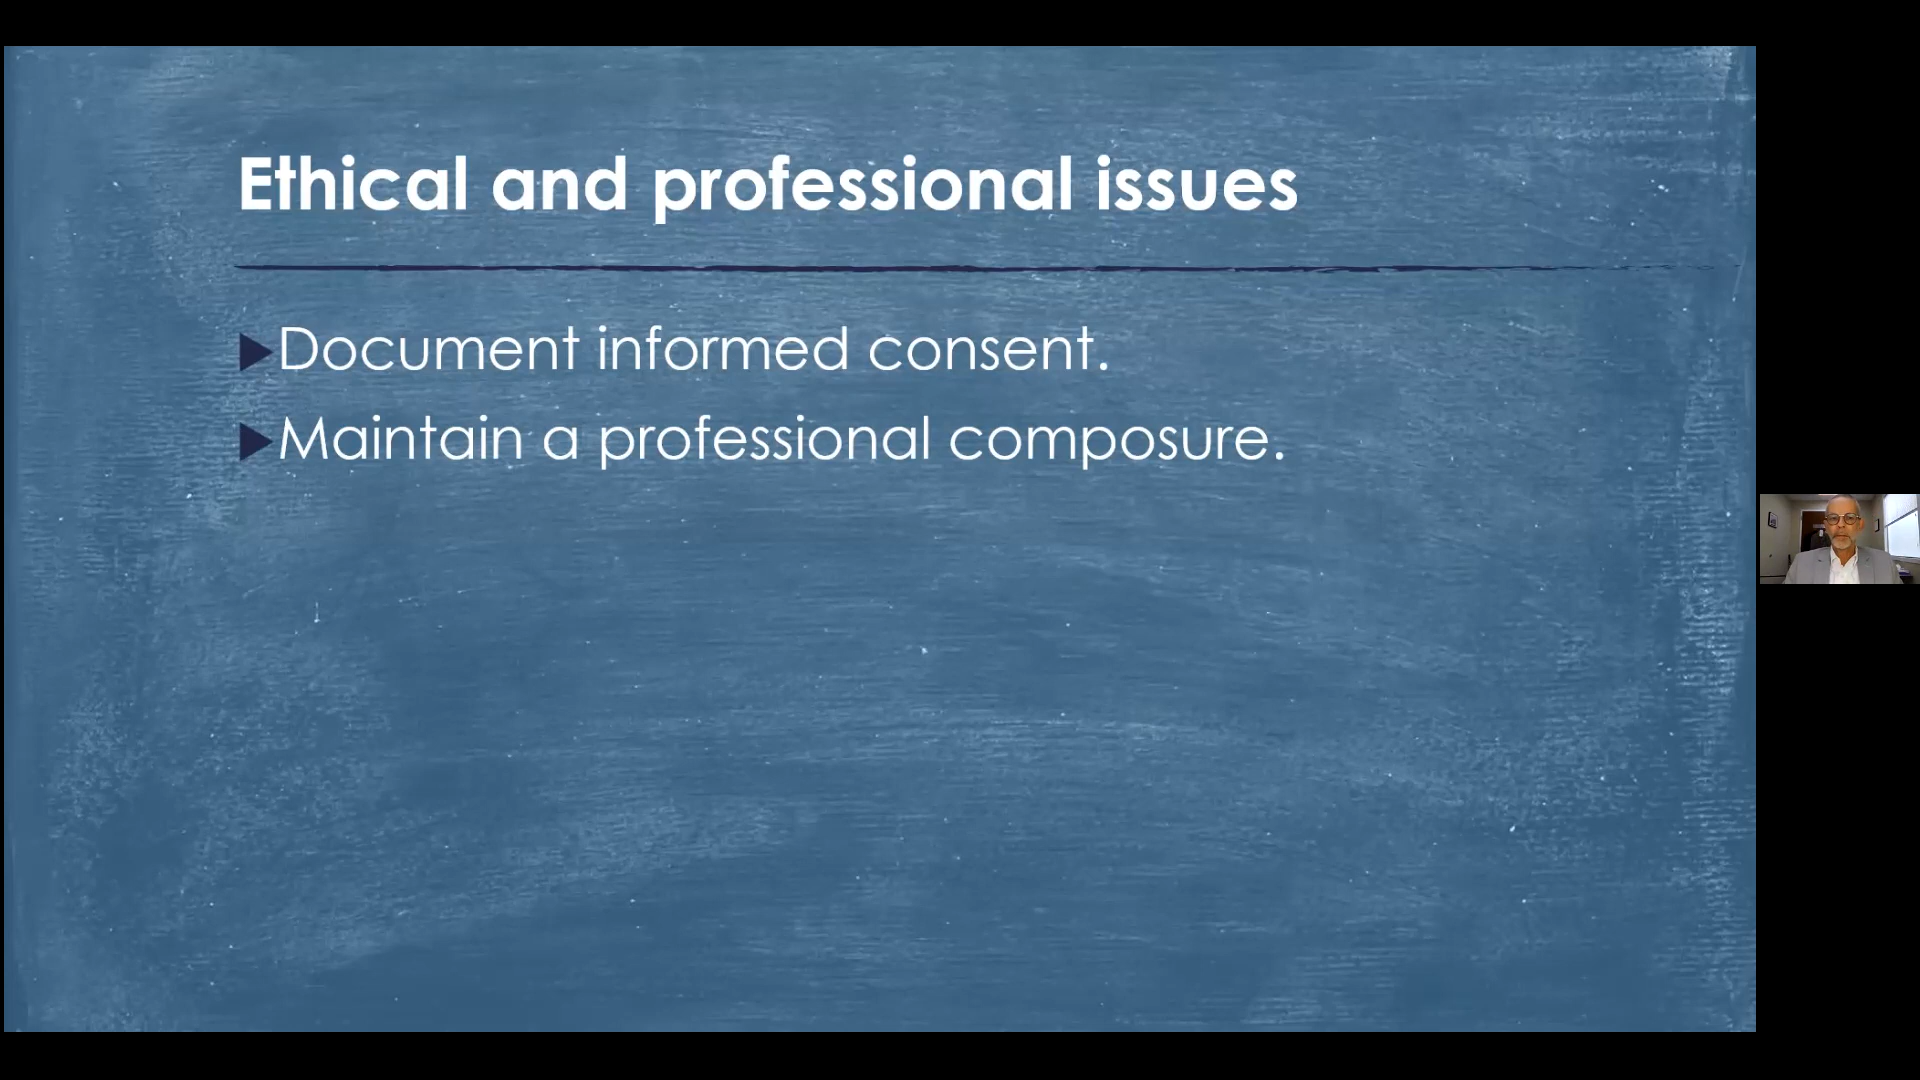 Ethical and professional issues
Document informed consent.
Maintain a professional composure.